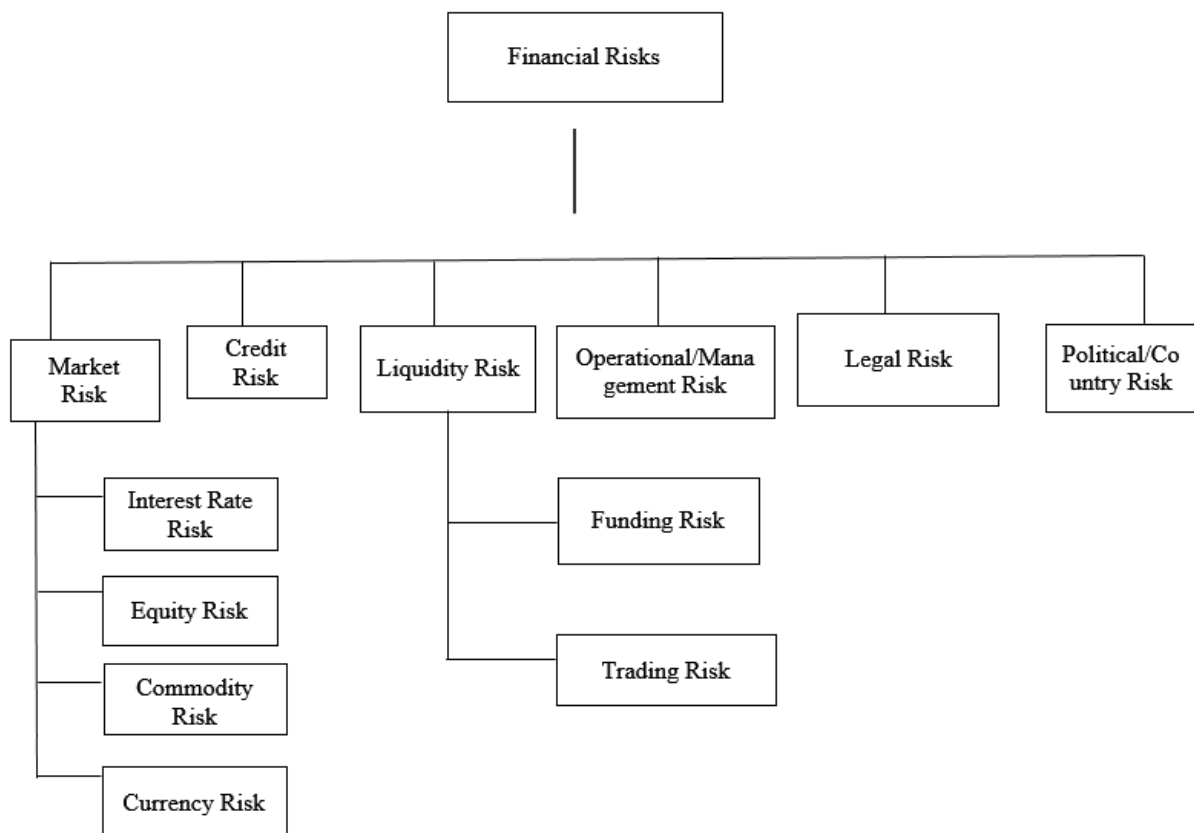 Financial Risks
Market
Risk
Credit
Risk
Liquidity Risk
Operational/Mana
gement Risk
Legal Risk
Political/Co
untry Risk
Interest Rate
Risk
Equity Risk
Commodity
Risk
Currency Risk
Funding Risk
Trading Risk